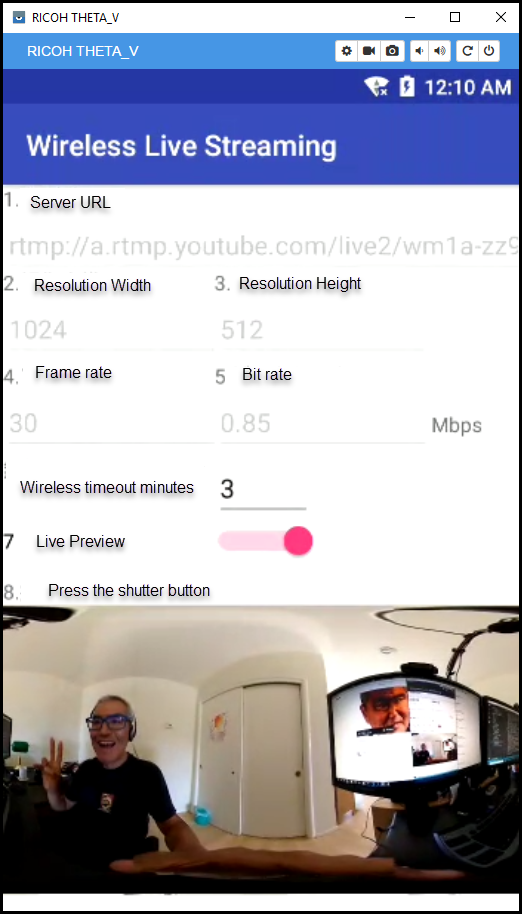 RICOH THETA_V
RICOH THETA_V
12:10 AM
Wireless Live Streaming
1. Server URL
rtmp://a.rtmp.youtube.com/live2/wm1a-zz9
2. Resolution Width 3. Resolution Height
1024 512
4. Frame rate 5 Bit rate
30 0.85 Mbps
Wireless timeout minutes 3
7 Live Preview
8. Press the shutter button